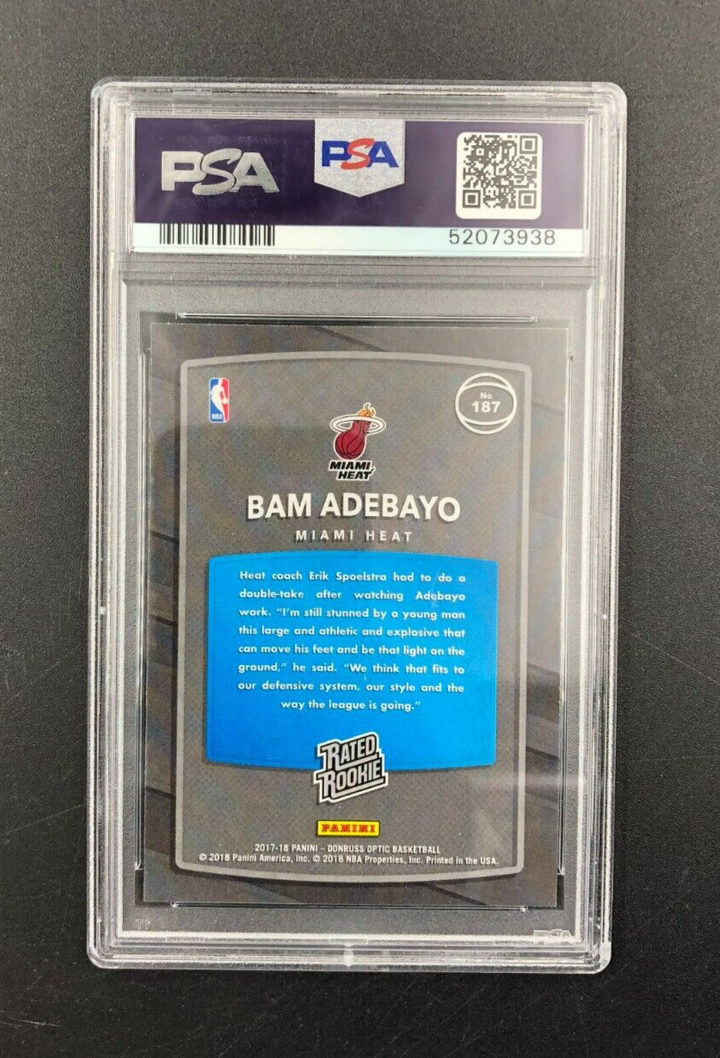 PSA PSA
52073938
NBA
No
187
MIAMI
HEAT
BAM ADEBAYO
MIAMI HEAT
Heat coach Erik Spoelstra had to do a
double-take after watching Adebayo
work. “I’m still stunned by a young man
this large and athletic and explosive that
can move his feet and be that light on the
ground,” he said. “We think that fits to
our defensive system, our style and the
way the league is going.”
RATED
ROOKIE
PANINI
2017-18 PANINI – DONRUSS OPTIC BASKETBALL
© 2018 Panini America, Inc. © 2018 NBA Properties, Inc. Printed in the USA.
PSA